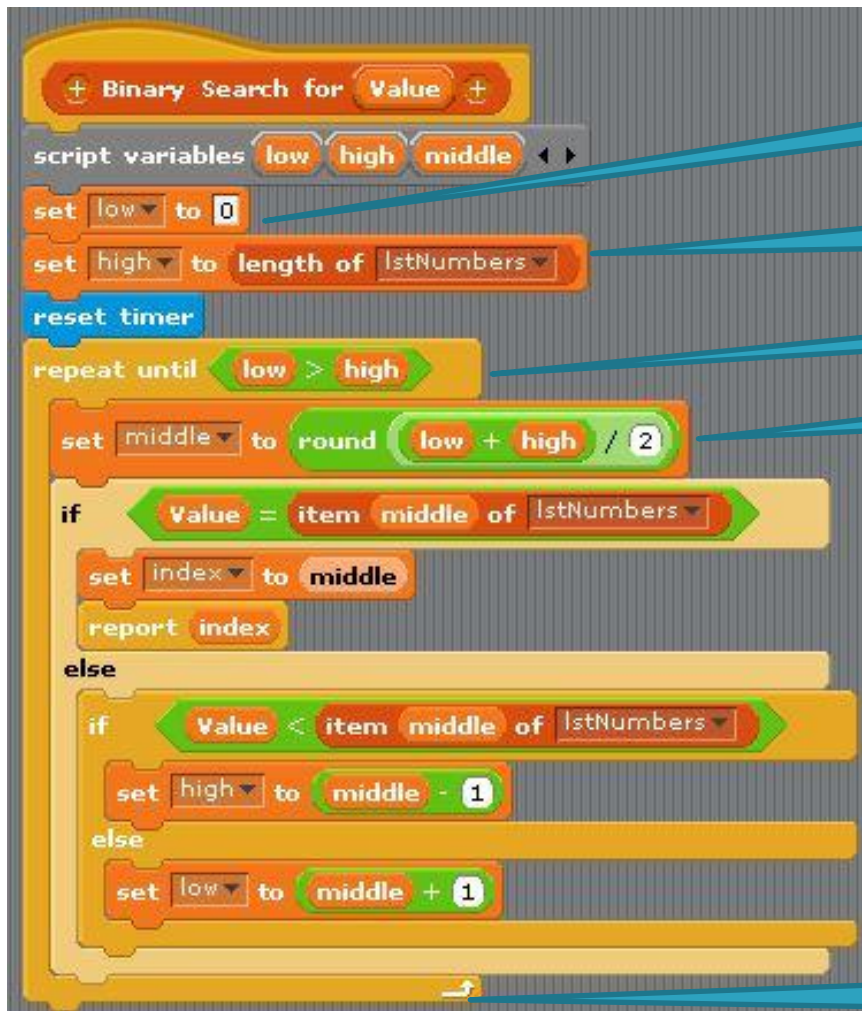 + Binary Search for Value +
script variables low high middle
set low to 0
set high to length of lstNumbers
reset timer
repeat until low > high
set middle to round low + high / 2
if Value = item middle of lstNumbers
set index to middle
report index
else
if Value < item middle of lstNumbers
set high to middle - 1
else
set low to middle + 1